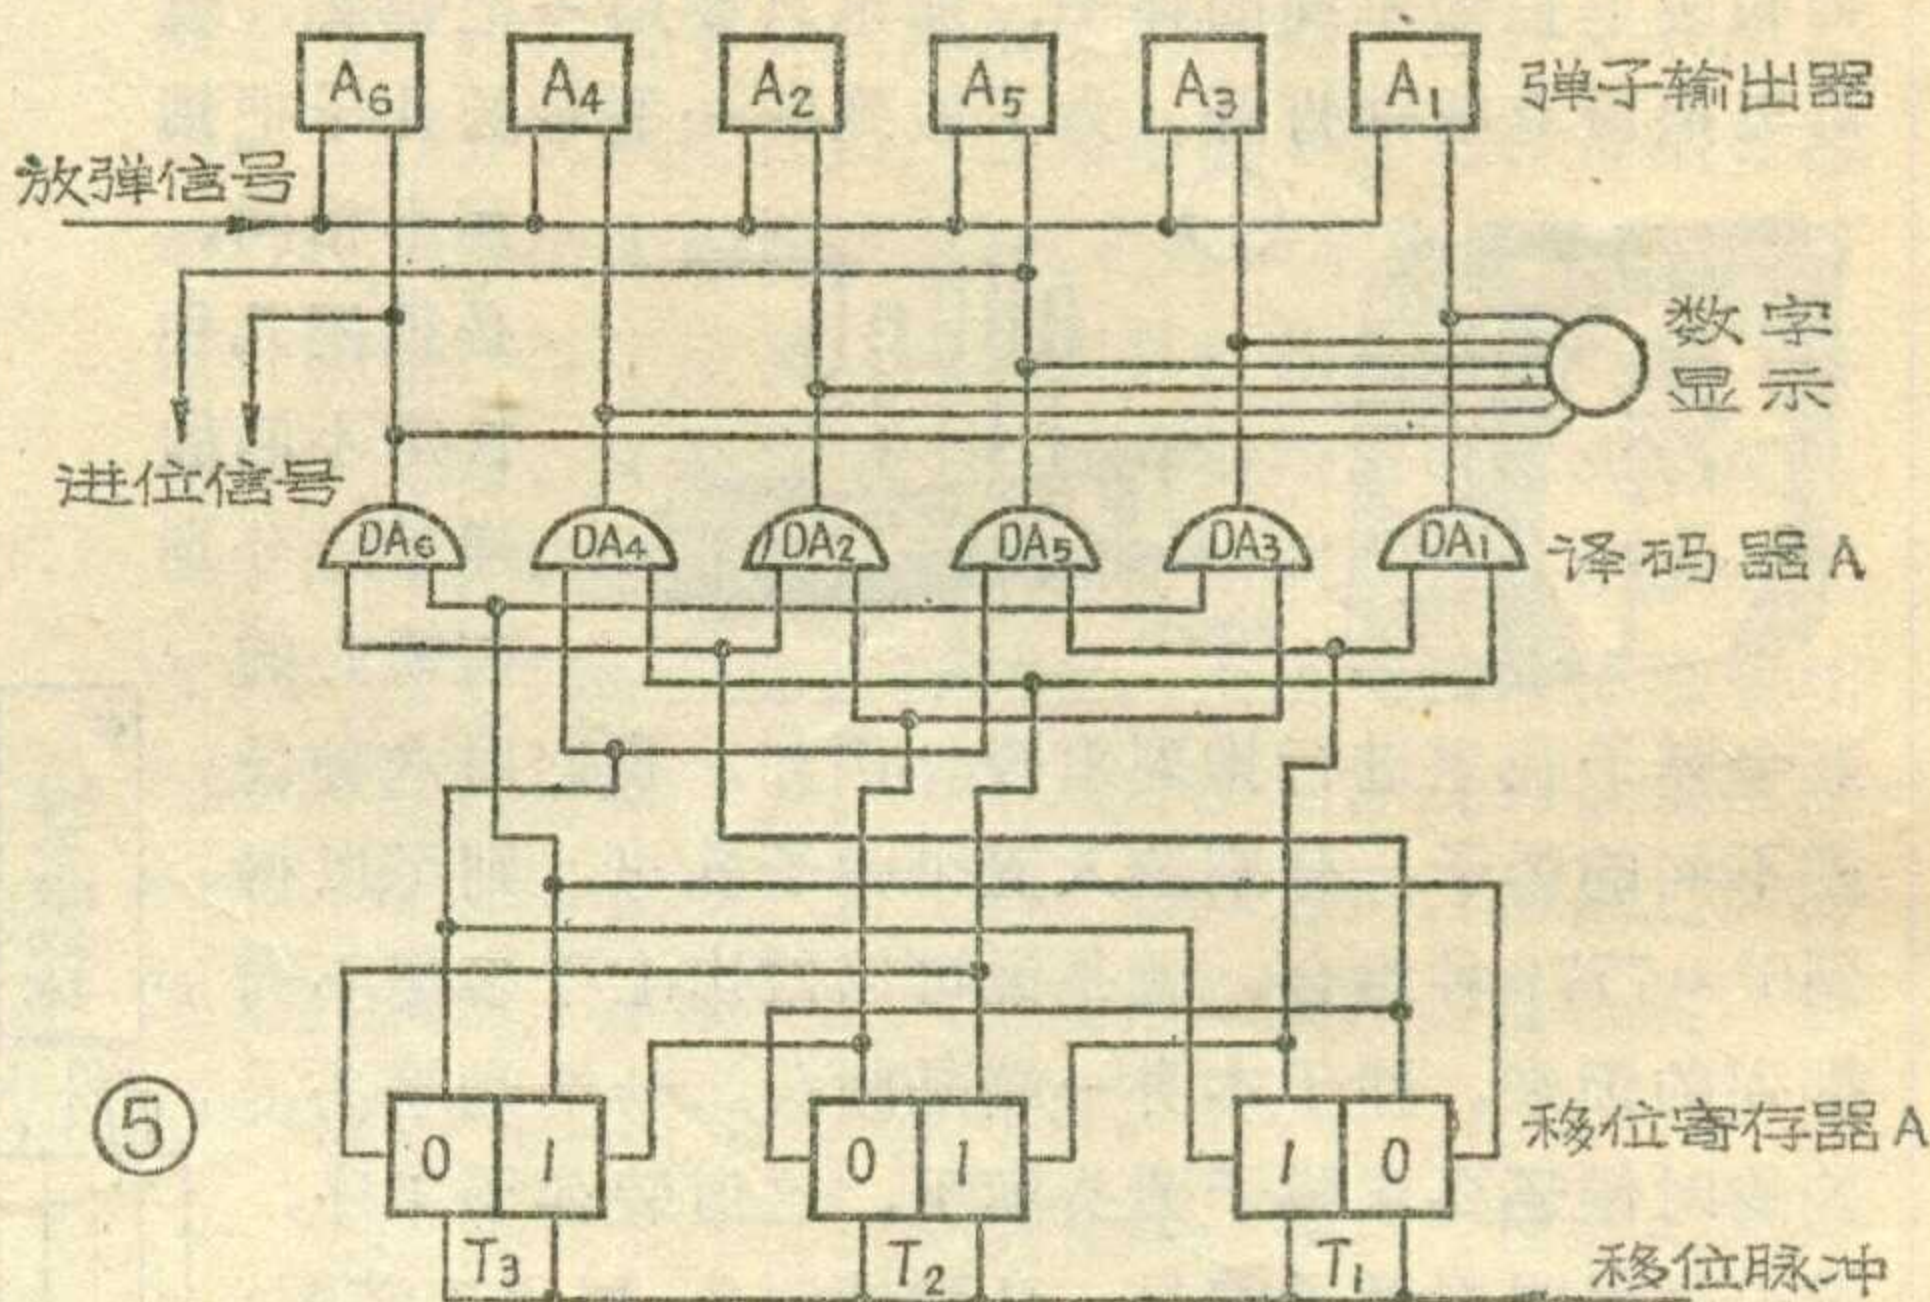 A6 A4 A2 A5 A3 A1 弹子输出器
放弹信号
数字
显示
进位信号
DA6 DA4 DA2 DA5 DA3 DA1 译码器A
⑤
0 1 0 1 1 0 移位寄存器A
T3 T2 T1 移位脉冲